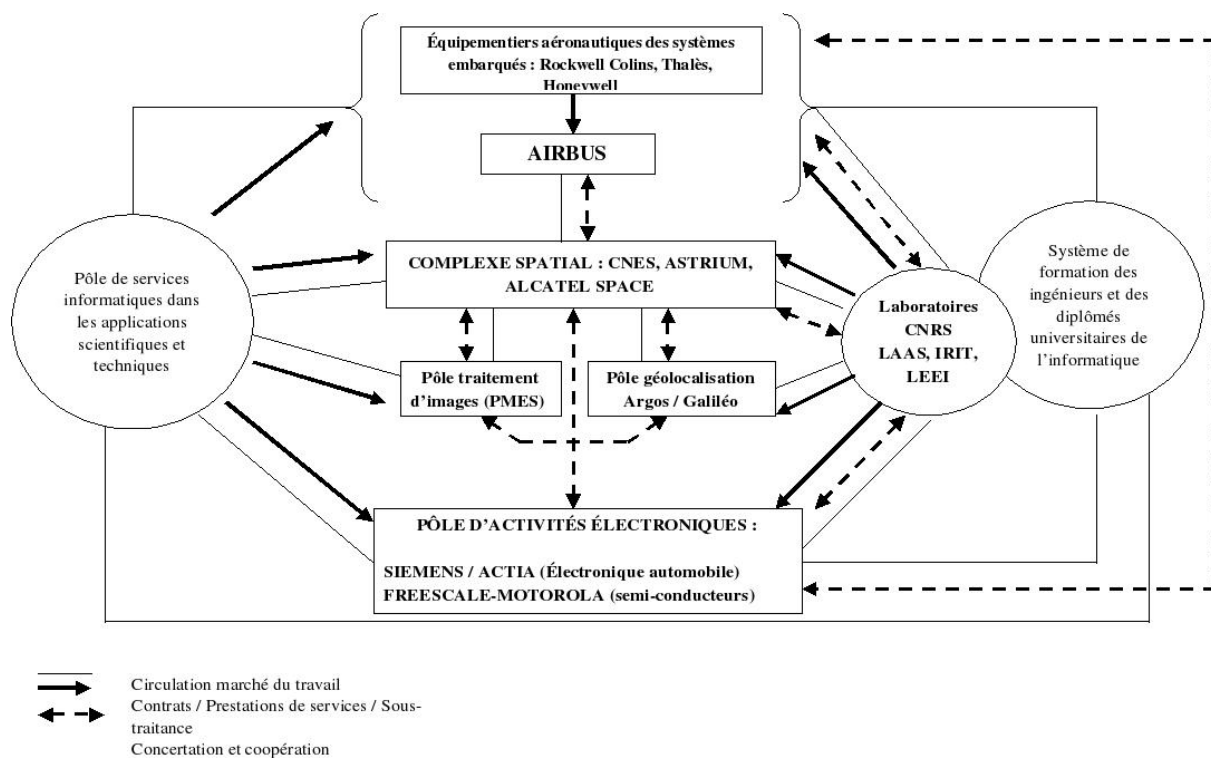 Équipementiers aéronautiques des systèmes
embarqués : Rockwell Colins, Thalès,
Honeywell
AIRBUS
Pôle de services
informatiques dans
les applications
scientifiques et
techniques
COMPLEXE SPATIAL : CNES, ASTRIUM,
ALCATEL SPACE
Laboratoires
CNRS
LAAS, IRIT,
LEEI
Système de
formation des
ingénieurs et des
diplômés
universitaires de
l’informatique
Pôle traitement
d’images (PMES)
Pôle géolocalisation
Argos / Galiléo
PÔLE D’ACTIVITÉS ÉLECTRONIQUES :
SIEMENS / ACTIA (Électronique automobile)
FREESCALE-MOTOROLA (semi-conducteurs)
Circulation marché du travail
Contrats / Prestations de services / Sous-
traitance
Concertation et coopération